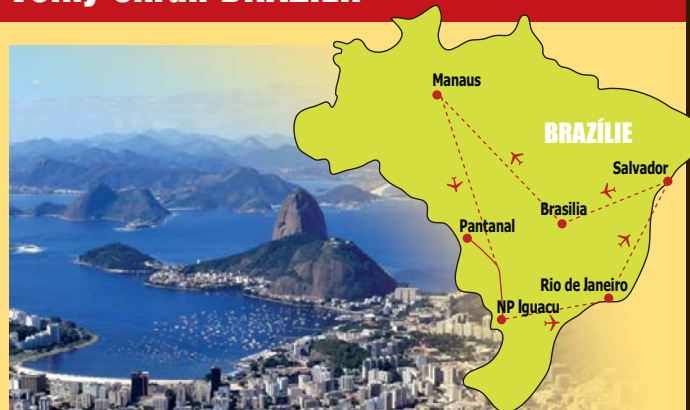 Manaus
BRAZÍLIE
Salvador
Brasilia
Pantanal
Rio de Janeiro
NP Iguacu